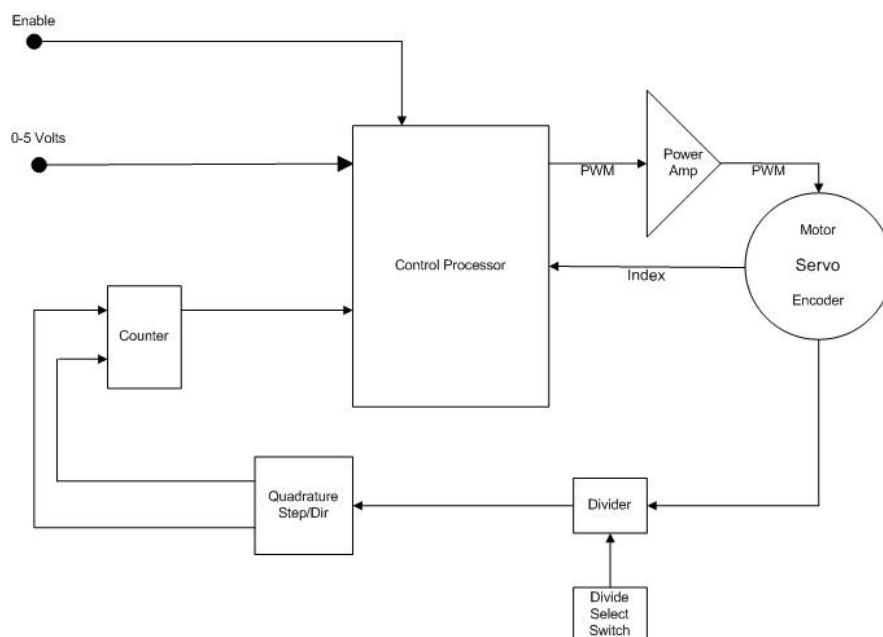 Enable
0-5 Volts
Power
Amp
PWM
PWM
Motor
Control Processor
Servo
Index
Encoder
Counter
Quadrature
Step/Dir
Divider
Divide
Select
Switch